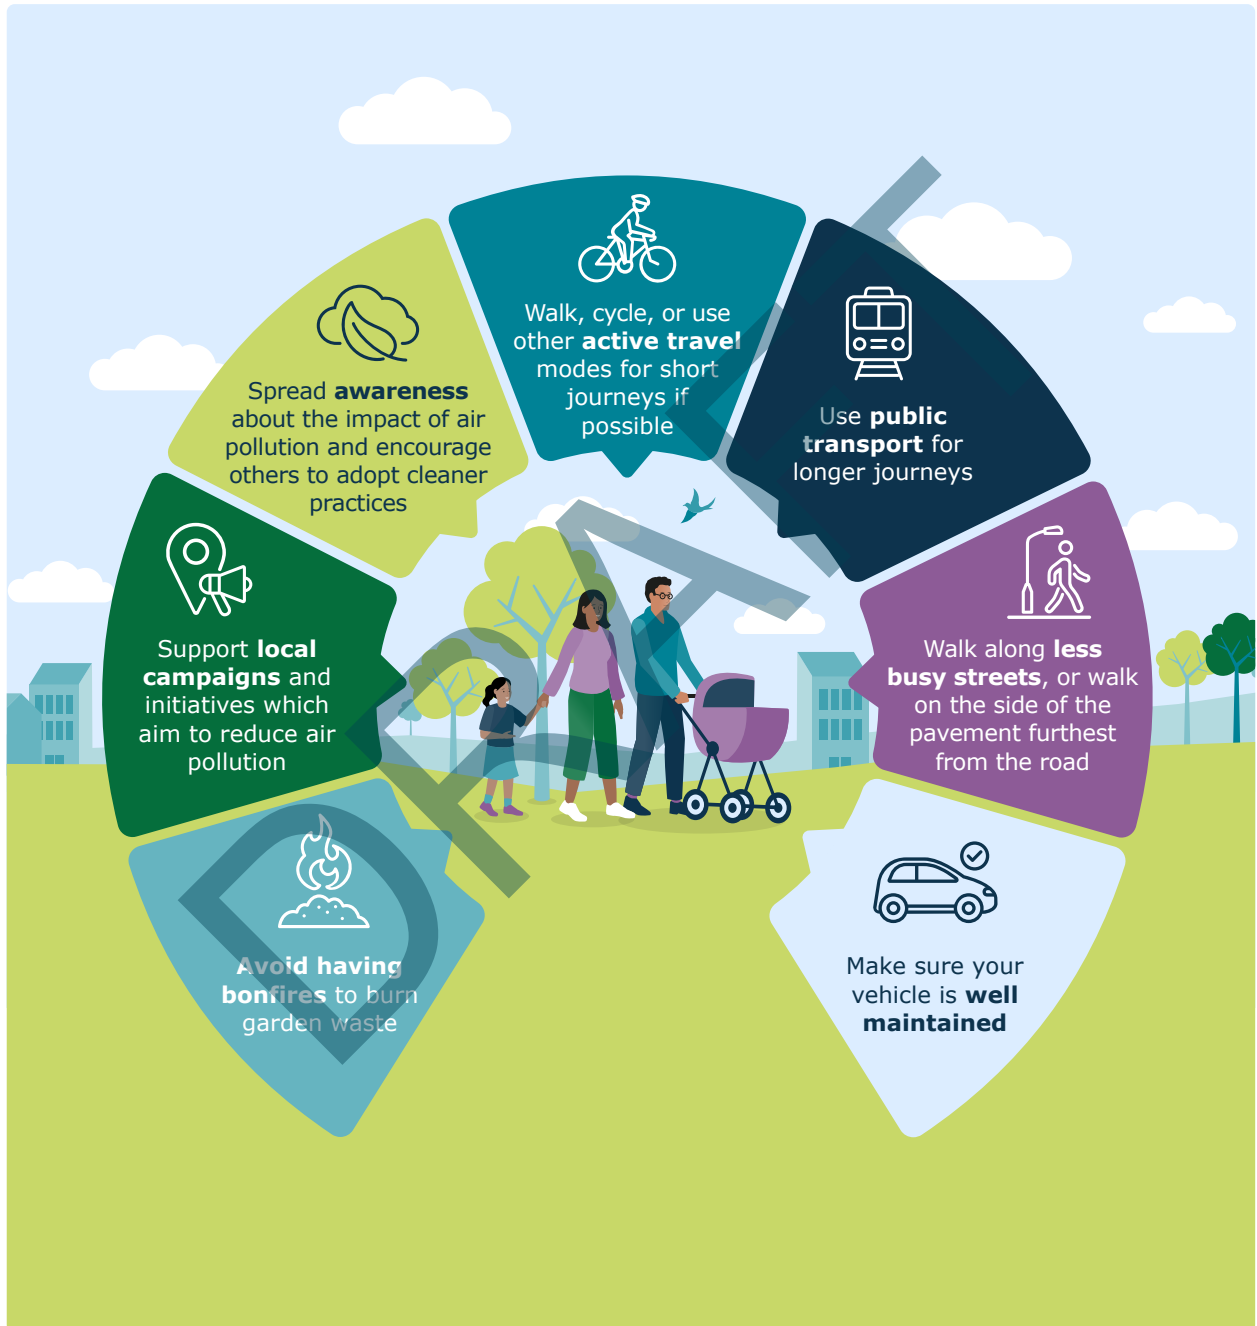 Walk, cycle, or use
other active travel
modes for short
journeys if
possible
Spread awareness
about the impact of air
pollution and encourage
others to adopt cleaner
practices
Use public
transport for
longer journeys
Support local
campaigns and
initiatives which
aim to reduce air
pollution
Walk along less
busy streets, or walk
on the side of the
pavement furthest
from the road
Avoid having
bonfires to burn
garden waste
Make sure your
vehicle is well
maintained
DRAFT